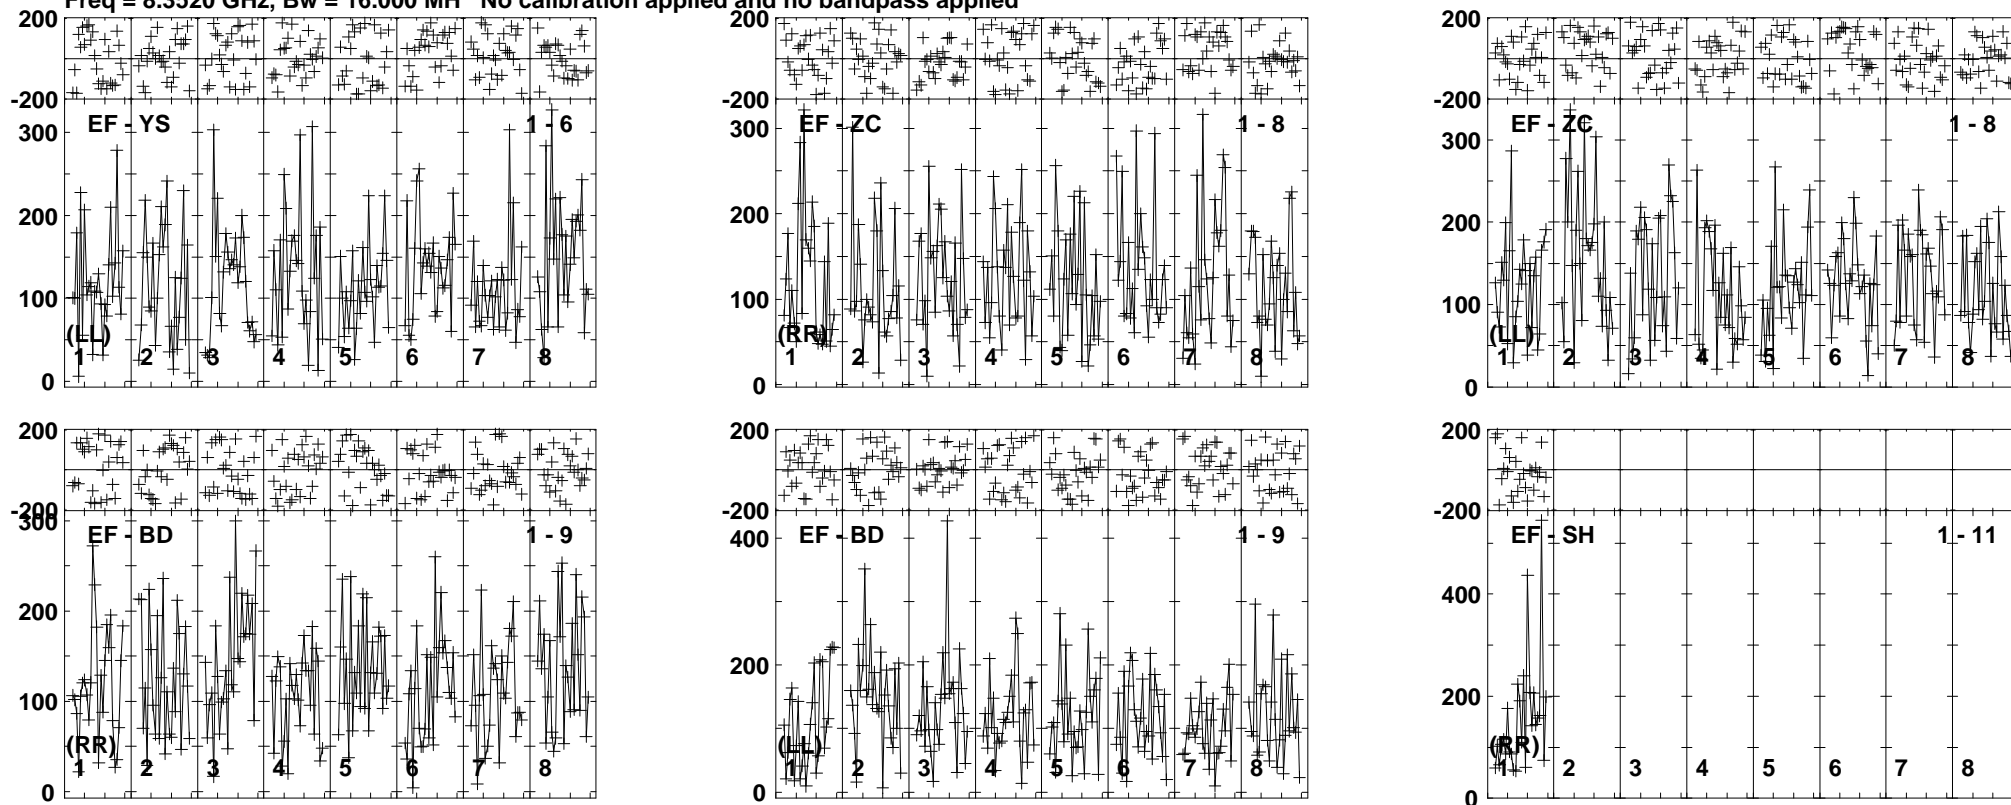 Freq = 8.3520 GHz, Bw = 16.000 MH   No calibration applied and no bandpass applied
200
-200
EF - YS 1 - 6
300
200
100
0
(LL)
1 2 3 4 5 6 7 8
200
-200
EF - ZC 1 - 8
300
200
100
0
(RR)
1 2 3 4 5 6 7 8
200
-200
EF - ZC 1 - 8
300
200
100
0
(LL)
1 2 3 4 5 6 7 8
200
-200
EF - BD 1 - 9
300
200
100
0
(RR)
1 2 3 4 5 6 7 8
200
-200
EF - BD 1 - 9
400
200
0
(LL)
1 2 3 4 5 6 7 8
200
-200
EF - SH 1 - 11
400
200
0
(RR)
1 2 3 4 5 6 7 8